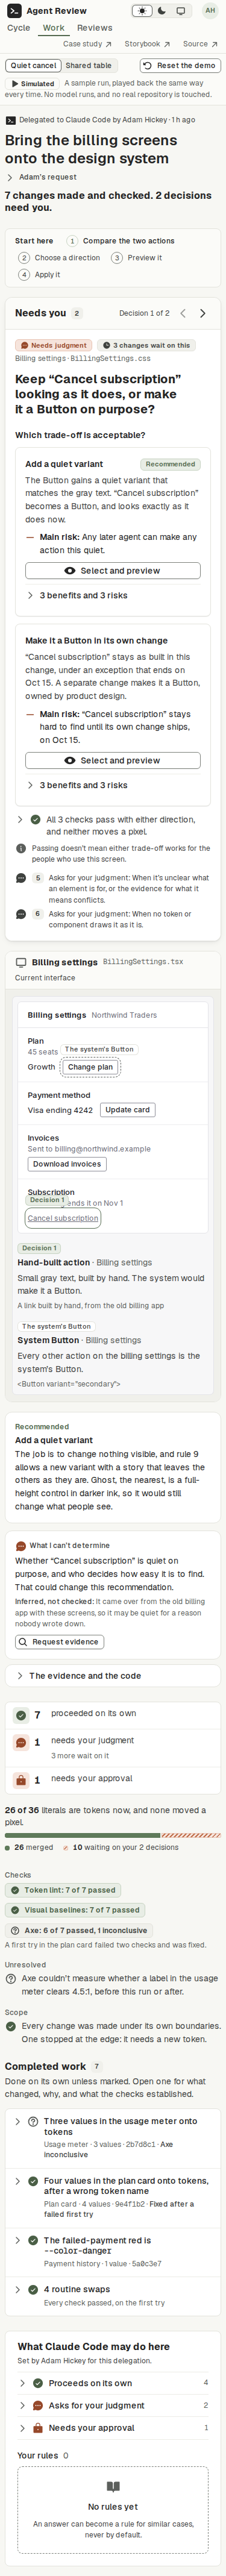 Agent Review
AH
Cycle Work Reviews
Case study Storybook Source
Quiet cancel Shared table Reset the demo
Simulated A sample run, played back the same way
every time. No model runs, and no real repository is touched.
Delegated to Claude Code by Adam Hickey · 1 h ago
Bring the billing screens
onto the design system
Adam's request
7 changes made and checked. 2 decisions
need you.
Start here 1 Compare the two actions
2 Choose a direction 3 Preview it
4 Apply it
Needs you 2 Decision 1 of 2
Needs judgment 3 changes wait on this
Billing settings · BillingSettings.css
Keep “Cancel subscription”
looking as it does, or make
it a Button on purpose?
Which trade-off is acceptable?
Add a quiet variant Recommended
The Button gains a quiet variant that
matches the gray text. “Cancel subscription”
becomes a Button, and looks exactly as it
does now.
Main risk: Any later agent can make any
action this quiet.
Select and preview
3 benefits and 3 risks
Make it a Button in its own change
“Cancel subscription” stays as built in this
change, under an exception that ends on
Oct 15. A separate change makes it a Button,
owned by product design.
Main risk: “Cancel subscription” stays
hard to find until its own change ships,
on Oct 15.
Select and preview
3 benefits and 3 risks
All 3 checks pass with either direction,
and neither moves a pixel.
Passing doesn't mean either trade-off works for the
people who use this screen.
5 Asks for your judgment: When it's unclear what
an element is for, or the evidence for what it
means conflicts.
6 Asks for your judgment: When no token or
component draws it as it is.
Billing settings BillingSettings.tsx
Current interface
Billing settings Northwind Traders
Plan
45 seats The system's Button
Growth Change plan
Payment method
Visa ending 4242 Update card
Invoices
Sent to billing@northwind.example
Download invoices
Subscription
Decision 1 ends it on Nov 1
Cancel subscription
Decision 1
Hand-built action · Billing settings
Small gray text, built by hand. The system would
make it a Button.
A link built by hand, from the old billing app
The system's Button
System Button · Billing settings
Every other action on the billing settings is the
system's Button.
<Button variant="secondary">
Recommended
Add a quiet variant
The job is to change nothing visible, and rule 9
allows a new variant with a story that leaves the
others as they are. Ghost, the nearest, is a full-
height control in darker ink, so it would still
change what people see.
What I can't determine
Whether “Cancel subscription” is quiet on
purpose, and who decides how easy it is to find.
That could change this recommendation.
Inferred, not checked: It came over from the old billing
app with these screens, so it may be quiet for a reason
nobody wrote down.
Request evidence
The evidence and the code
7 proceeded on its own
1 needs your judgment
3 more wait on it
1 needs your approval
26 of 36 literals are tokens now, and none moved a
pixel.
26 merged 10 waiting on your 2 decisions
Checks
Token lint: 7 of 7 passed
Visual baselines: 7 of 7 passed
Axe: 6 of 7 passed, 1 inconclusive
A first try in the plan card failed two checks and was fixed.
Unresolved
Axe couldn't measure whether a label in the usage
meter clears 4.5:1, before this run or after.
Scope
Every change was made under its own boundaries.
One stopped at the edge: it needs a new token.
Completed work 7
Done on its own unless marked. Open one for what
changed, why, and what the checks established.
Three values in the usage meter onto
tokens
Usage meter · 3 values · 2b7d8c1 · Axe
inconclusive
Four values in the plan card onto tokens,
after a wrong token name
Plan card · 4 values · 9e4f1b2 · Fixed after a
failed first try
The failed-payment red is
--color-danger
Payment history · 1 value · 5a0c3e7
4 routine swaps
Every check passed, on the first try
What Claude Code may do here
Set by Adam Hickey for this delegation.
Proceeds on its own 4
Asks for your judgment 2
Needs your approval 1
Your rules 0
No rules yet
An answer can become a rule for similar cases,
never by default.